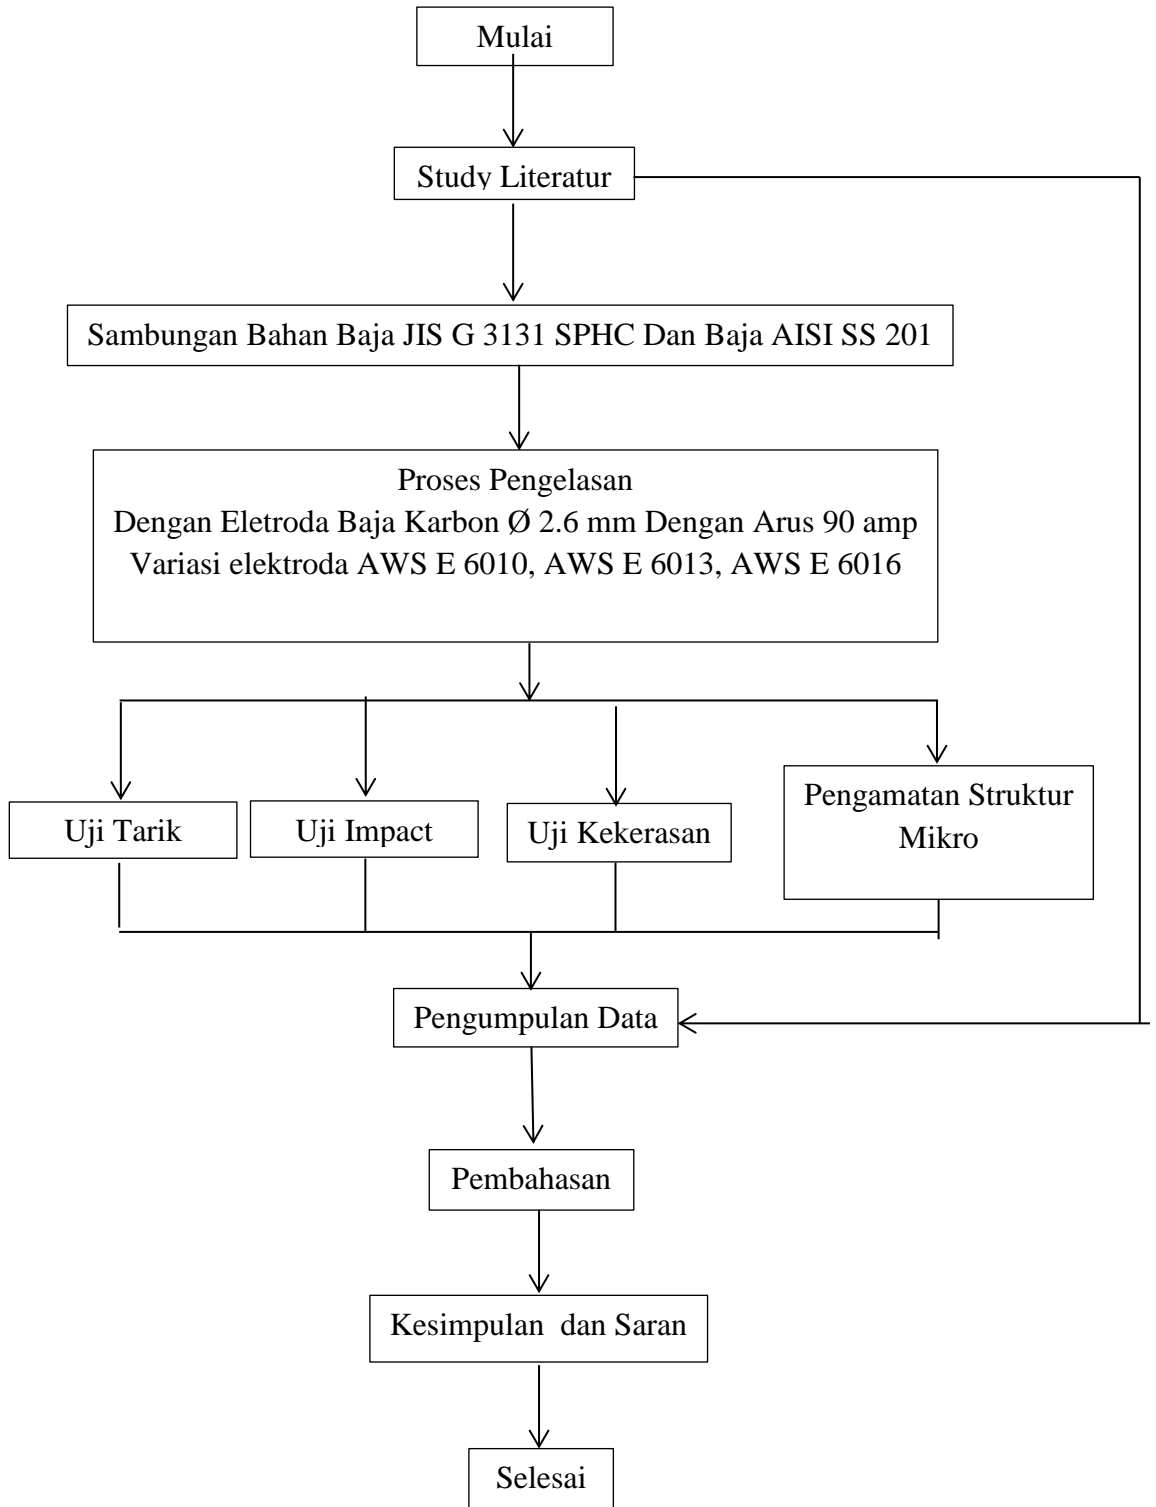 Mulai
Study Literatur
Sambungan Bahan Baja JIS G 3131 SPHC Dan Baja AISI SS 201
Proses Pengelasan
Dengan Eletroda Baja Karbon Ø 2.6 mm Dengan Arus 90 amp
Variasi elektroda AWS E 6010, AWS E 6013, AWS E 6016
Uji Tarik
Uji Impact
Uji Kekerasan
Pengamatan Struktur
Mikro
Pengumpulan Data
Pembahasan
Kesimpulan  dan Saran
Selesai